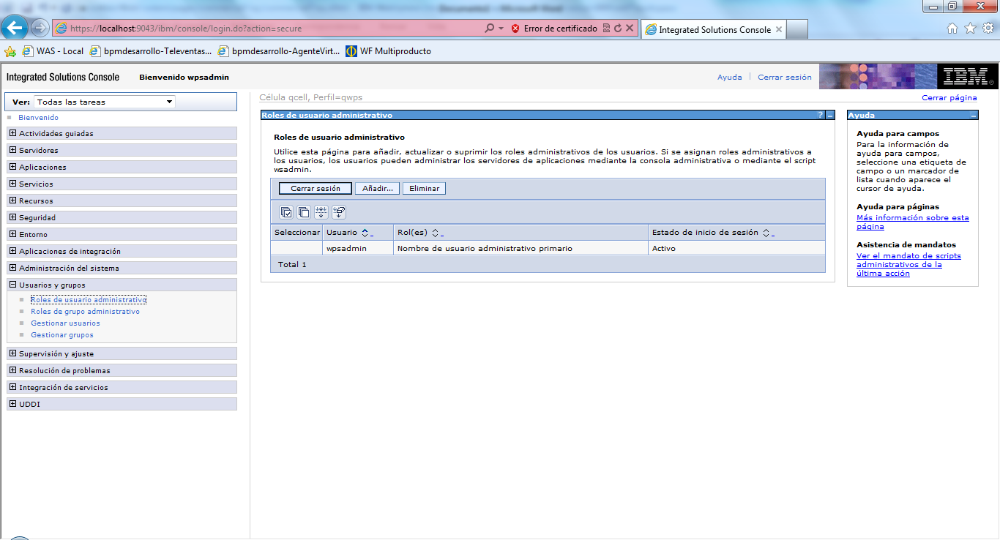 https://localhost:9043/ibm/console/login.do?action=secure
Error de certificado
Integrated Solutions Console
WAS - Local
bpmdesarrollo-Televentas...
bpmdesarrollo-AgenteVirt...
WF Multiproducto
Integrated Solutions Console
Bienvenido wpsadmin
Ayuda
Cerrar sesión
IBM
Ver: Todas las tareas
Bienvenido
Actividades guiadas
Servidores
Aplicaciones
Servicios
Recursos
Seguridad
Entorno
Aplicaciones de integración
Administración del sistema
Usuarios y grupos
Roles de usuario administrativo
Roles de grupo administrativo
Gestionar usuarios
Gestionar grupos
Supervisión y ajuste
Resolución de problemas
Integración de servicios
UDDI
Célula qcell, Perfil=qwps
Cerrar página
Roles de usuario administrativo
Roles de usuario administrativo
Utilice esta página para añadir, actualizar o suprimir los roles administrativos de los usuarios. Si se asignan roles administrativos a
los usuarios, los usuarios pueden administrar los servidores de aplicaciones mediante la consola administrativa o mediante el script
wsadmin.
Cerrar sesión
Añadir...
Eliminar
Seleccionar Usuario Rol(es) Estado de inicio de sesión
wpsadmin Nombre de usuario administrativo primario Activo
Total 1
Ayuda
Ayuda para campos
Para la información de
ayuda para campos,
seleccione una etiqueta de
campo o un marcador de
lista cuando aparece el
cursor de ayuda.
Ayuda para páginas
Más información sobre esta
página
Asistencia de mandatos
Ver el mandato de scripts
administrativos de la
última acción